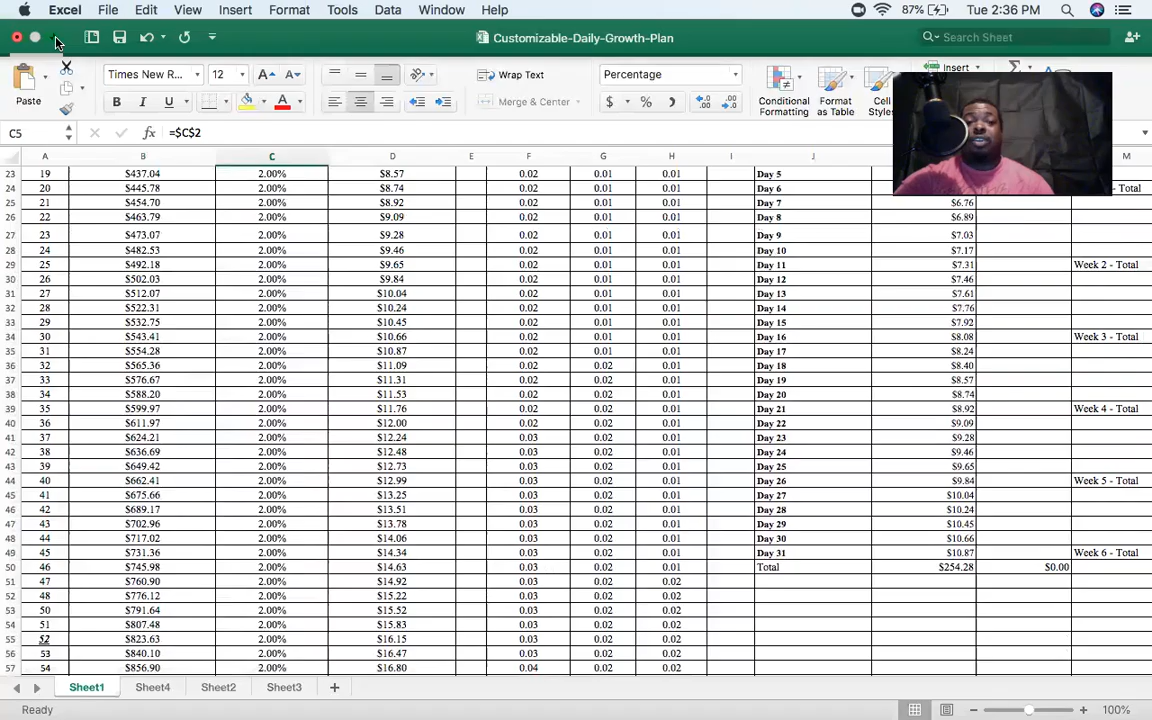 Excel File Edit View Insert Format Tools Data Window Help 87% Tue 2:36 PM
Customizable-Daily-Growth-Plan Search Sheet
Paste Times New R... 12 A A Wrap Text Percentage Conditional Formatting Format as Table Cell Styles Insert
B I U A Merge & Center $ % 
C5 fx =$C$2
A B C D E F G H I J M
23 19 $437.04 2.00% $8.57 0.02 0.01 0.01 Day 5
24 20 $445.78 2.00% $8.74 0.02 0.01 0.01 Day 6 - Total
25 21 $454.70 2.00% $8.92 0.02 0.01 0.01 Day 7 $6.76
26 22 $463.79 2.00% $9.09 0.02 0.01 0.01 Day 8 $6.89
27 23 $473.07 2.00% $9.28 0.02 0.01 0.01 Day 9 $7.03
28 24 $482.53 2.00% $9.46 0.02 0.01 0.01 Day 10 $7.17
29 25 $492.18 2.00% $9.65 0.02 0.01 0.01 Day 11 $7.31 Week 2 - Total
30 26 $502.03 2.00% $9.84 0.02 0.01 0.01 Day 12 $7.46
31 27 $512.07 2.00% $10.04 0.02 0.01 0.01 Day 13 $7.61
32 28 $522.31 2.00% $10.24 0.02 0.01 0.01 Day 14 $7.76
33 29 $532.75 2.00% $10.45 0.02 0.01 0.01 Day 15 $7.92
34 30 $543.41 2.00% $10.66 0.02 0.01 0.01 Day 16 $8.08 Week 3 - Total
35 31 $554.28 2.00% $10.87 0.02 0.01 0.01 Day 17 $8.24
36 32 $565.36 2.00% $11.09 0.02 0.02 0.01 Day 18 $8.40
37 33 $576.67 2.00% $11.31 0.02 0.02 0.01 Day 19 $8.57
38 34 $588.20 2.00% $11.53 0.02 0.02 0.01 Day 20 $8.74
39 35 $599.97 2.00% $11.76 0.02 0.02 0.01 Day 21 $8.92 Week 4 - Total
40 36 $611.97 2.00% $12.00 0.02 0.02 0.01 Day 22 $9.09
41 37 $624.21 2.00% $12.24 0.03 0.02 0.01 Day 23 $9.28
42 38 $636.69 2.00% $12.48 0.03 0.02 0.01 Day 24 $9.46
43 39 $649.42 2.00% $12.73 0.03 0.02 0.01 Day 25 $9.65
44 40 $662.41 2.00% $12.99 0.03 0.02 0.01 Day 26 $9.84 Week 5 - Total
45 41 $675.66 2.00% $13.25 0.03 0.02 0.01 Day 27 $10.04
46 42 $689.17 2.00% $13.51 0.03 0.02 0.01 Day 28 $10.24
47 43 $702.96 2.00% $13.78 0.03 0.02 0.01 Day 29 $10.45
48 44 $717.02 2.00% $14.06 0.03 0.02 0.01 Day 30 $10.66
49 45 $731.36 2.00% $14.34 0.03 0.02 0.01 Day 31 $10.87 Week 6 - Total
50 46 $745.98 2.00% $14.63 0.03 0.02 0.01 Total $254.28 $0.00
51 47 $760.90 2.00% $14.92 0.03 0.02 0.02
52 48 $776.12 2.00% $15.22 0.03 0.02 0.02
53 50 $791.64 2.00% $15.52 0.03 0.02 0.02
54 51 $807.48 2.00% $15.83 0.03 0.02 0.02
55 52 $823.63 2.00% $16.15 0.03 0.02 0.02
56 53 $840.10 2.00% $16.47 0.03 0.02 0.02
57 54 $856.90 2.00% $16.80 0.04 0.02 0.02
Sheet1 Sheet4 Sheet2 Sheet3 +
Ready 100%